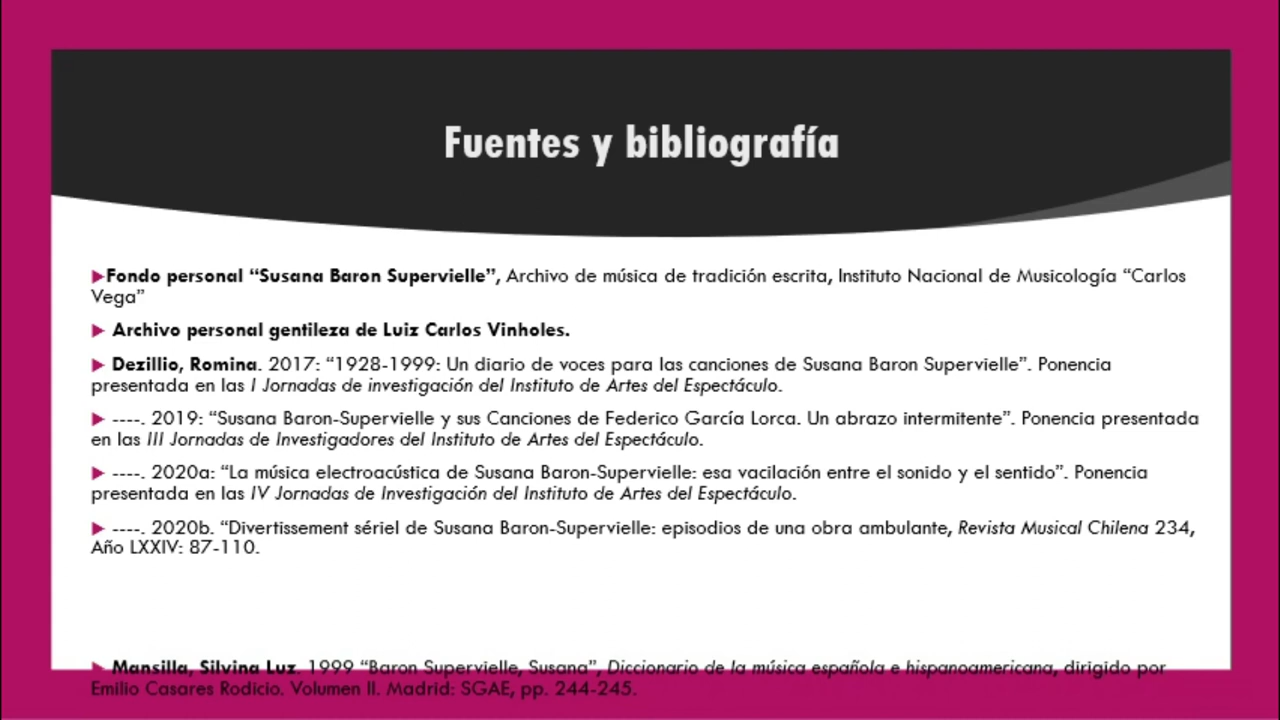 Fuentes y bibliografía
▶Fondo personal “Susana Baron Supervielle”, Archivo de música de tradición escrita, Instituto Nacional de Musicología “Carlos
Vega”
▶ Archivo personal gentileza de Luiz Carlos Vinholes.
▶ Dezillio, Romina. 2017: “1928-1999: Un diario de voces para las canciones de Susana Baron Supervielle”. Ponencia
presentada en las I Jornadas de investigación del Instituto de Artes del Espectáculo.
▶ ----. 2019: “Susana Baron-Supervielle y sus Canciones de Federico García Lorca. Un abrazo intermitente”. Ponencia presentada
en las III Jornadas de Investigadores del Instituto de Artes del Espectáculo.
▶ ----. 2020a: “La música electroacústica de Susana Baron-Supervielle: esa vacilación entre el sonido y el sentido”. Ponencia
presentada en las IV Jornadas de Investigación del Instituto de Artes del Espectáculo.
▶ ----. 2020b. “Divertissement sériel de Susana Baron-Supervielle: episodios de una obra ambulante, Revista Musical Chilena 234,
Año LXXIV: 87-110.
▶ Mansilla, Silvina Luz. 1999 “Baron Supervielle, Susana”, Diccionario de la música española e hispanoamericana, dirigido por
Emilio Casares Rodicio. Volumen II. Madrid: SGAE, pp. 244-245.